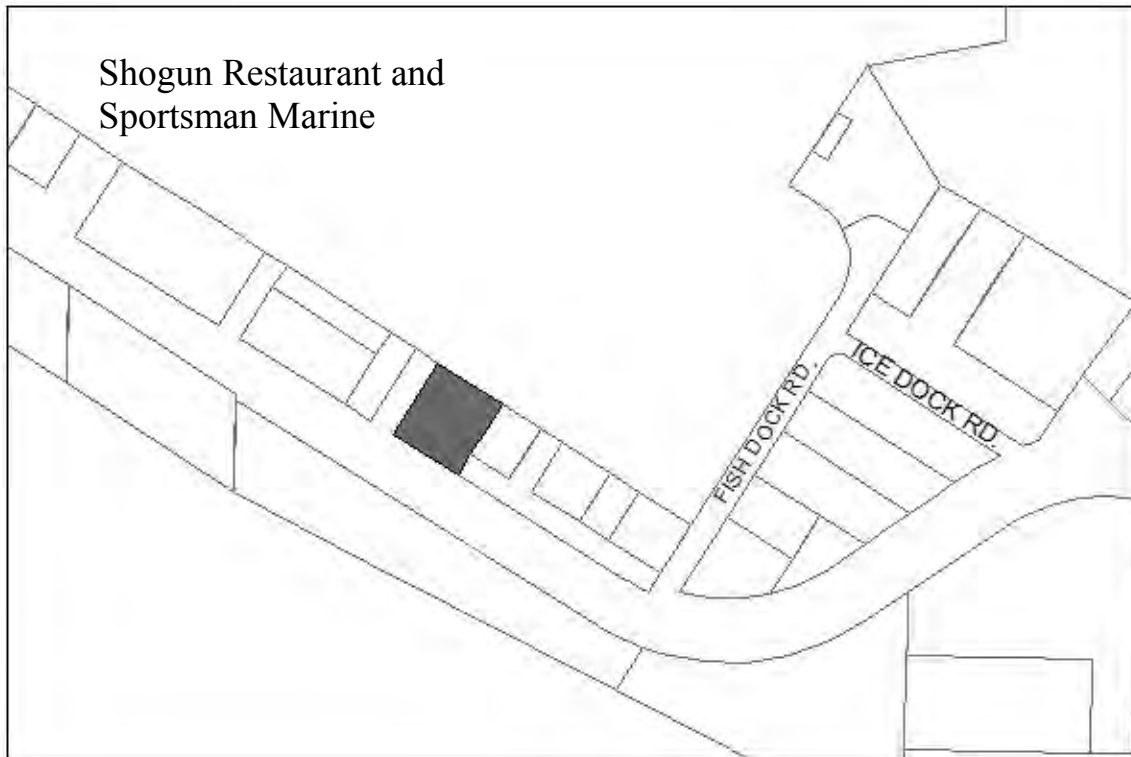 Shogun Restaurant and
Sportsman Marine
FISH DOCK RD.
ICE DOCK RD.